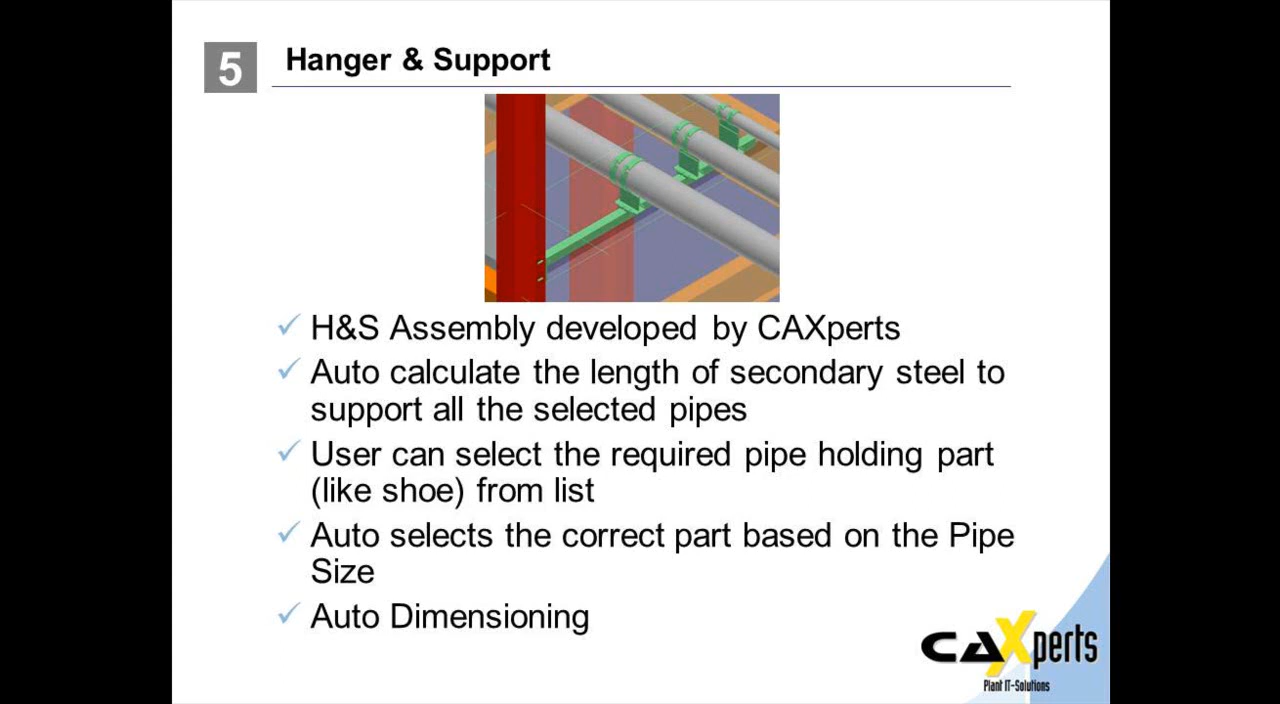 5
Hanger & Support
H&S Assembly developed by CAXperts
Auto calculate the length of secondary steel to
support all the selected pipes
User can select the required pipe holding part
(like shoe) from list
Auto selects the correct part based on the Pipe
Size
Auto Dimensioning
CAXperts
Plant IT-Solutions